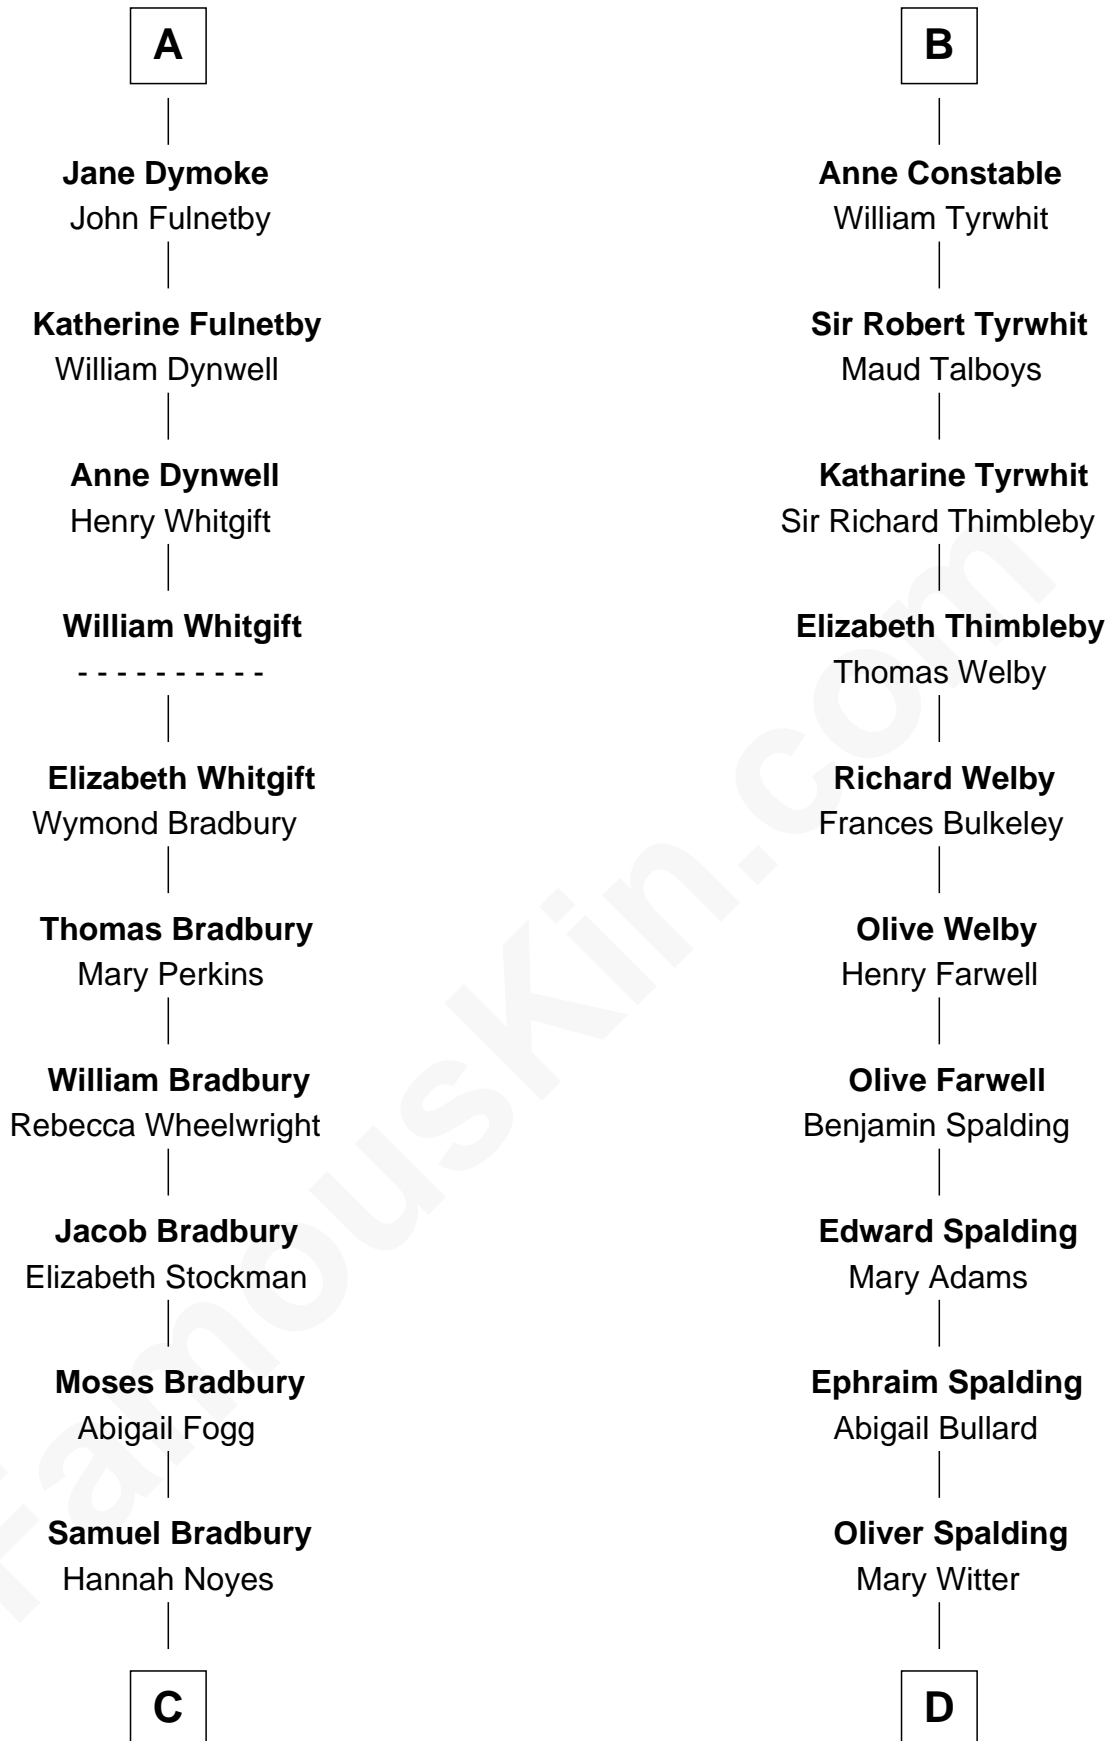 A
Jane Dymoke
John Fulnetby
Katherine Fulnetby
William Dynwell
Anne Dynwell
Henry Whitgift
William Whitgift
- - - - - - - - - -
Elizabeth Whitgift
Wymond Bradbury
Thomas Bradbury
Mary Perkins
William Bradbury
Rebecca Wheelwright
Jacob Bradbury
Elizabeth Stockman
Moses Bradbury
Abigail Fogg
Samuel Bradbury
Hannah Noyes
C
B
Anne Constable
William Tyrwhit
Sir Robert Tyrwhit
Maud Talboys
Katharine Tyrwhit
Sir Richard Thimbleby
Elizabeth Thimbleby
Thomas Welby
Richard Welby
Frances Bulkeley
Olive Welby
Henry Farwell
Olive Farwell
Benjamin Spalding
Edward Spalding
Mary Adams
Ephraim Spalding
Abigail Bullard
Oliver Spalding
Mary Witter
D
FamousKin.com